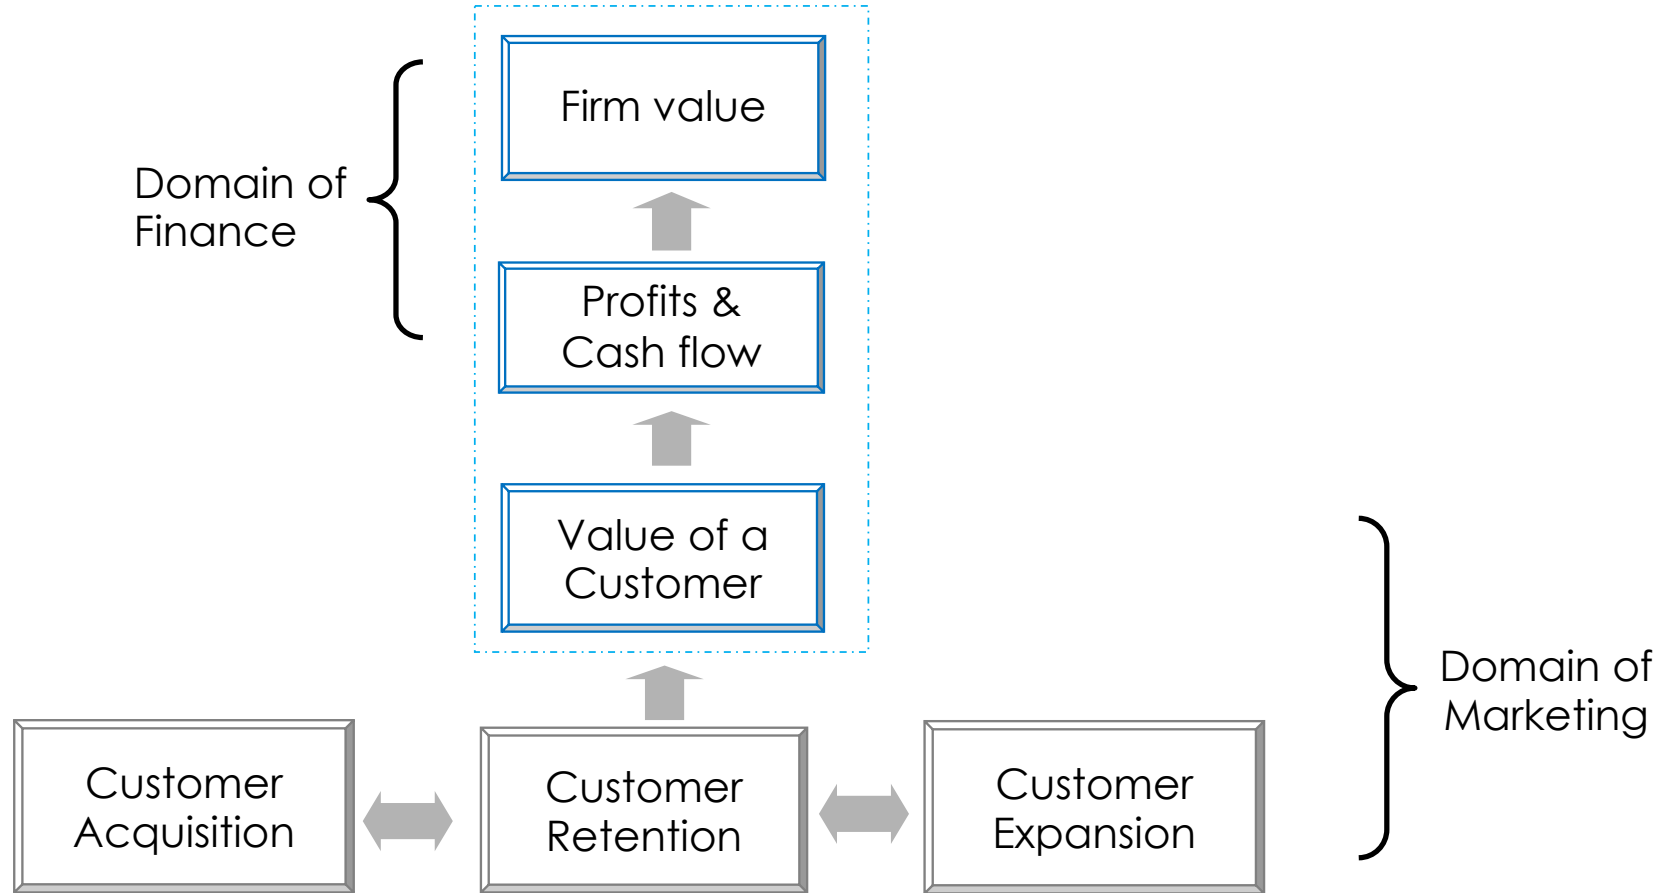 Firm value
Domain of
Finance
Profits &
Cash flow
Value of a
Customer
Domain of
Marketing
Customer
Acquisition
Customer
Retention
Customer
Expansion